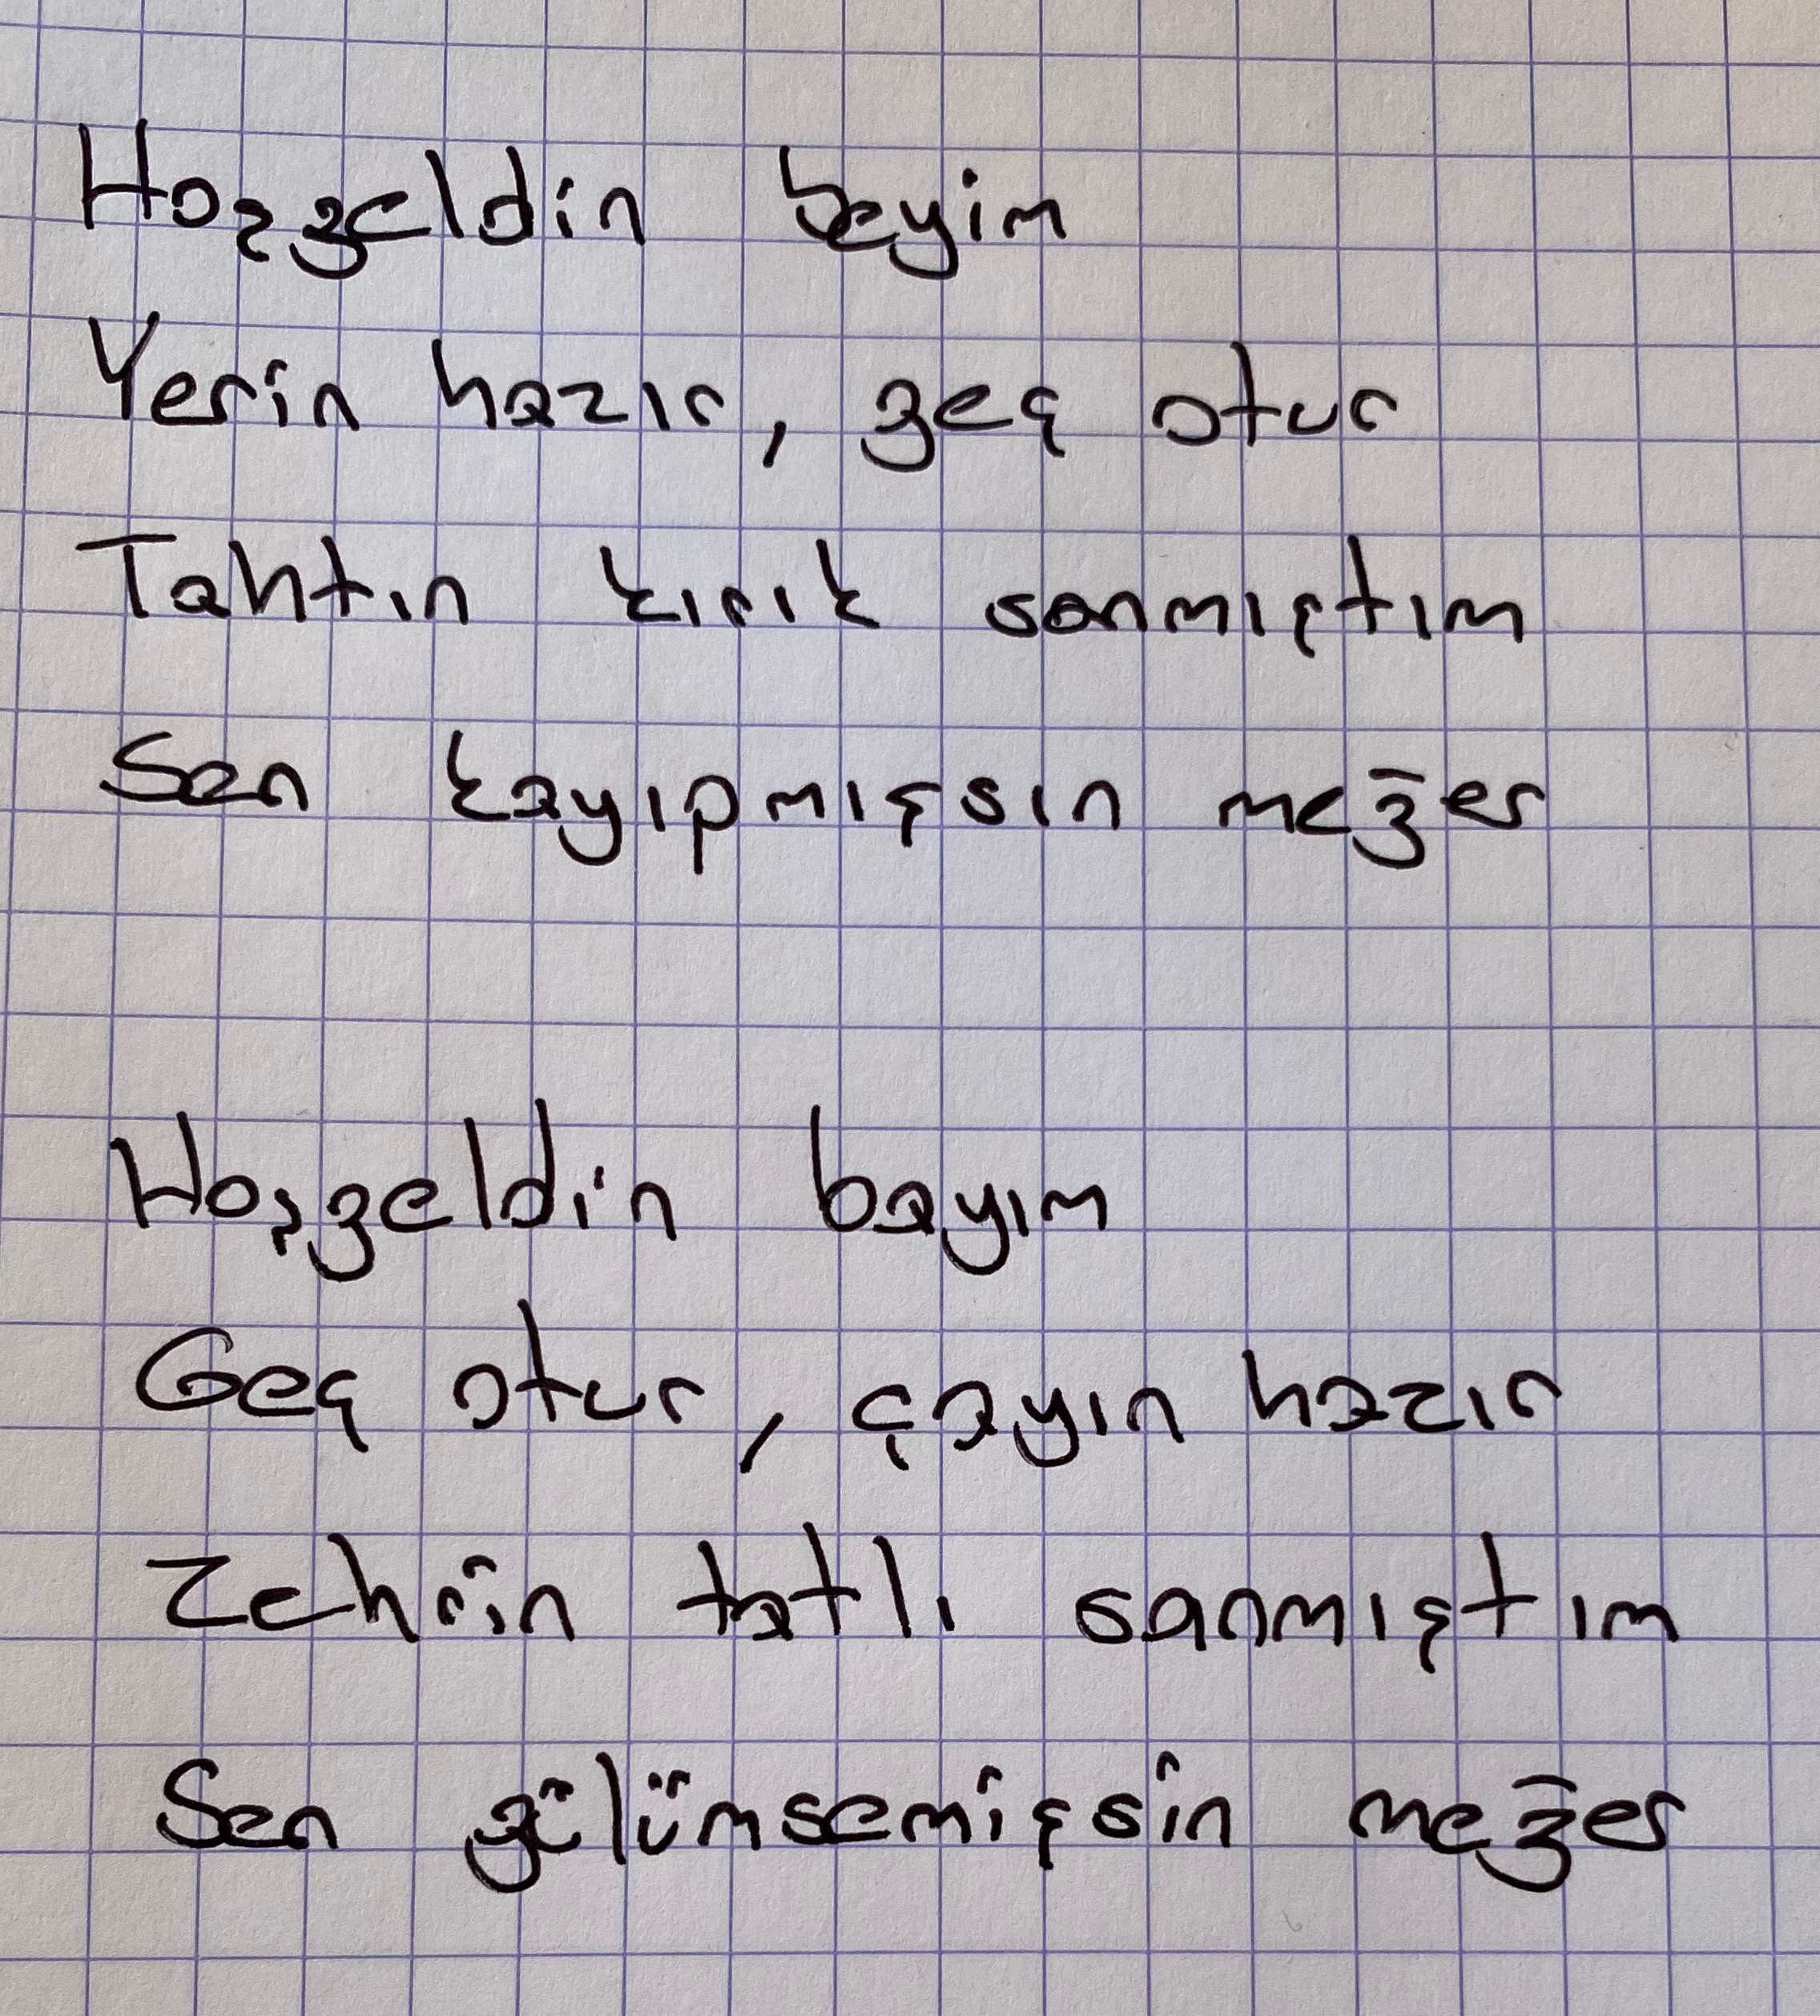 Hoşgeldin beyim
Yerin hazır, geç otur
Tahtın kırık sanmıştım
Sen kayıpmışsın meğer
Hoşgeldin bayım
Geç otur, çayın hazır
Zehrin tatlı sanmıştım
Sen gülümsemişsin meğer